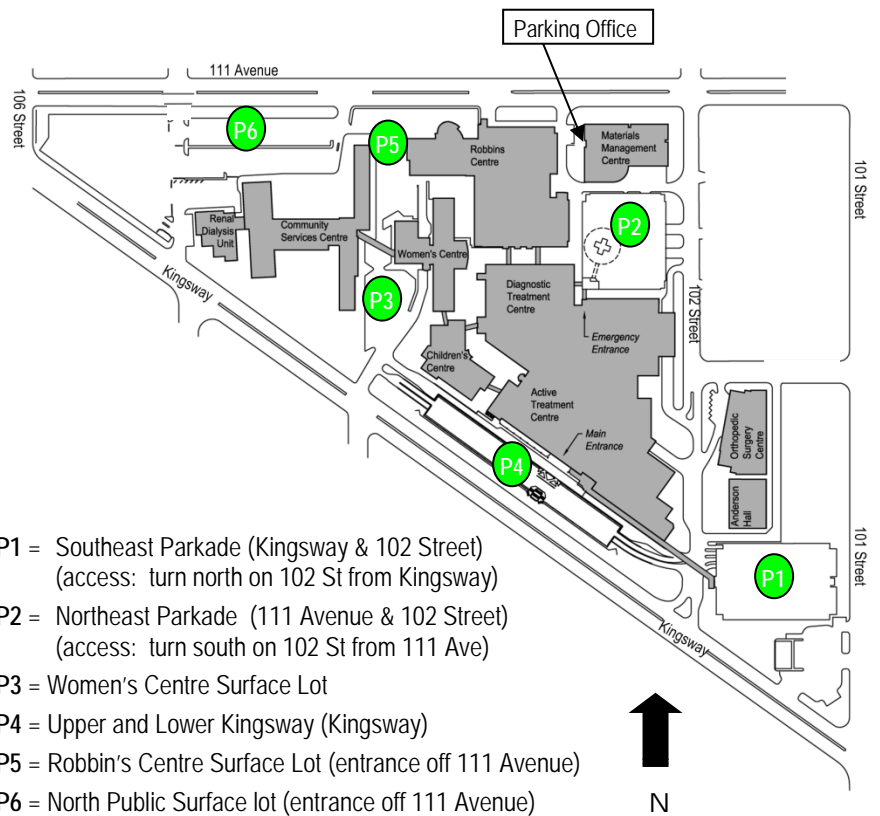 Parking Office
111 Avenue
106 Street
P6
P5
Robbins
Centre
Materials
Management
Centre
101 Street
P2
Renal
Dialysis
Unit
Community
Services Centre
Women's Centre
Kingsway
P3
Diagnostic
Treatment
Centre
102 Street
Emergency
Entrance
Children's
Centre
Active
Treatment
Centre
Main
Entrance
Orthopedic
Surgery
Centre
P4
Anderson
Hall
101 Street
P1
Kingsway
P1 = Southeast Parkade (Kingsway & 102 Street)
(access: turn north on 102 St from Kingsway)
P2 = Northeast Parkade (111 Avenue & 102 Street)
(access: turn south on 102 St from 111 Ave)
P3 = Women's Centre Surface Lot
P4 = Upper and Lower Kingsway (Kingsway)
P5 = Robbin's Centre Surface Lot (entrance off 111 Avenue)
P6 = North Public Surface lot (entrance off 111 Avenue)
N